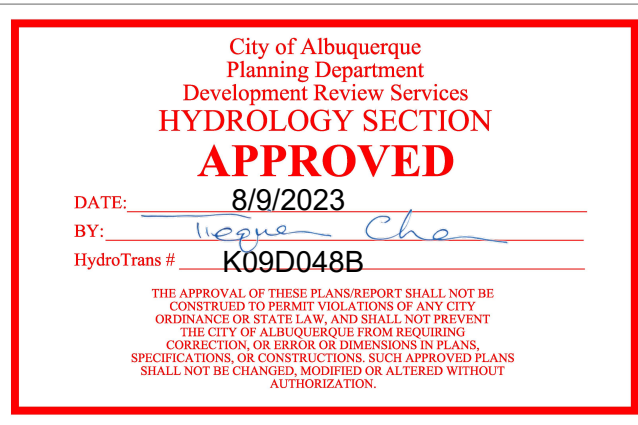 City of Albuquerque
Planning Department
Development Review Services
HYDROLOGY SECTION
APPROVED
DATE: 8/9/2023
BY:
HydroTrans # K09D048B
THE APPROVAL OF THESE PLANS/REPORT SHALL NOT BE
CONSTRUED TO PERMIT VIOLATIONS OF ANY CITY
ORDINANCE OR STATE LAW, AND SHALL NOT PREVENT
THE CITY OF ALBUQUERQUE FROM REQUIRING
CORRECTION, OR ERROR OR DIMENSIONS IN PLANS,
SPECIFICATIONS, OR CONSTRUCTIONS. SUCH APPROVED PLANS
SHALL NOT BE CHANGED, MODIFIED OR ALTERED WITHOUT
AUTHORIZATION.